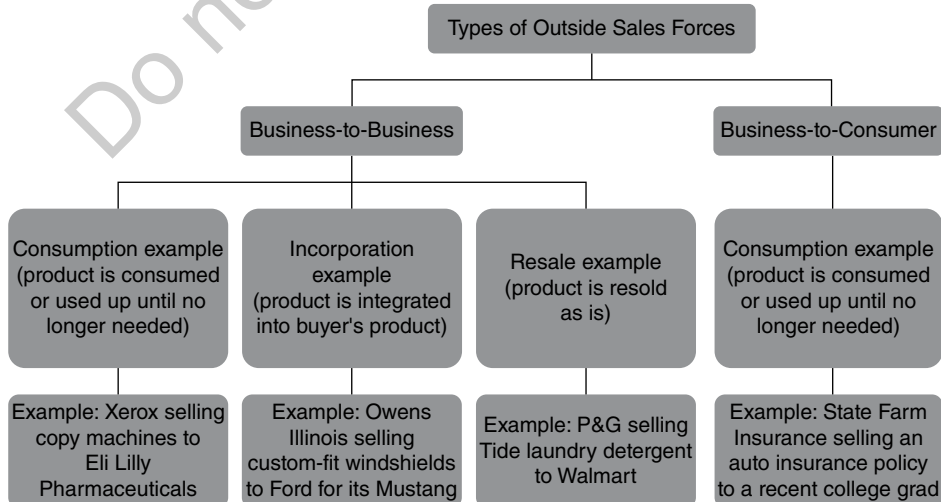 Do no
Types of Outside Sales Forces
Business-to-Business
Business-to-Consumer
Consumption example
(product is consumed
or used up until no
longer needed)
Incorporation
example
(product is integrated
into buyer's product)
Resale example
(product is resold
as is)
Consumption example
(product is consumed
or used up until no
longer needed)
Example: Xerox selling
copy machines to
Eli Lilly
Pharmaceuticals
Example: Owens
Illinois selling
custom-fit windshields
to Ford for its Mustang
Example: P&G selling
Tide laundry detergent
to Walmart
Example: State Farm
Insurance selling an
auto insurance policy
to a recent college grad